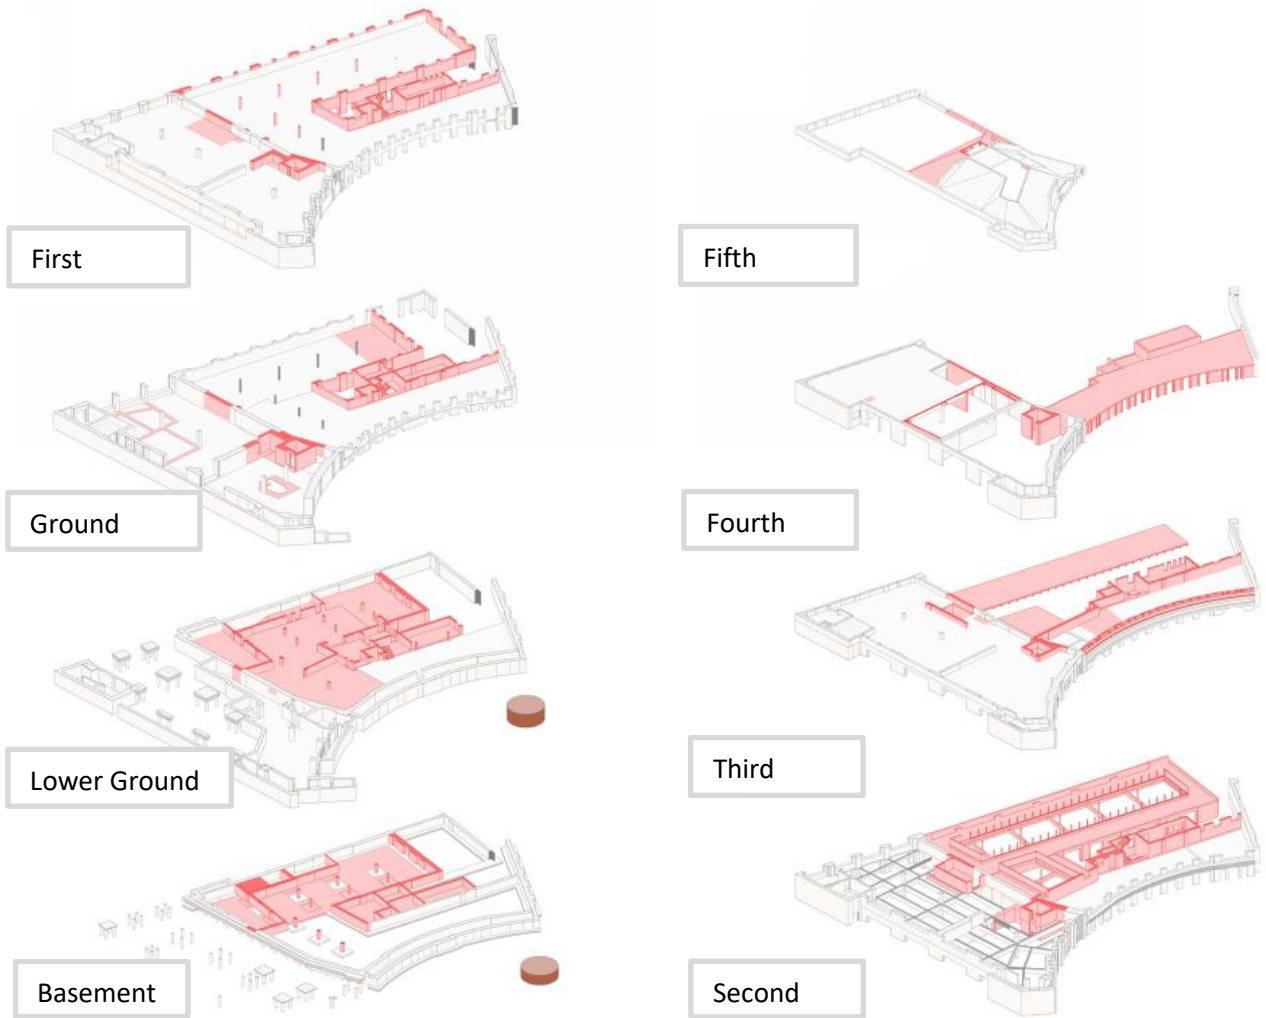 First
Fifth
Ground
Fourth
Lower Ground
Third
Basement
Second